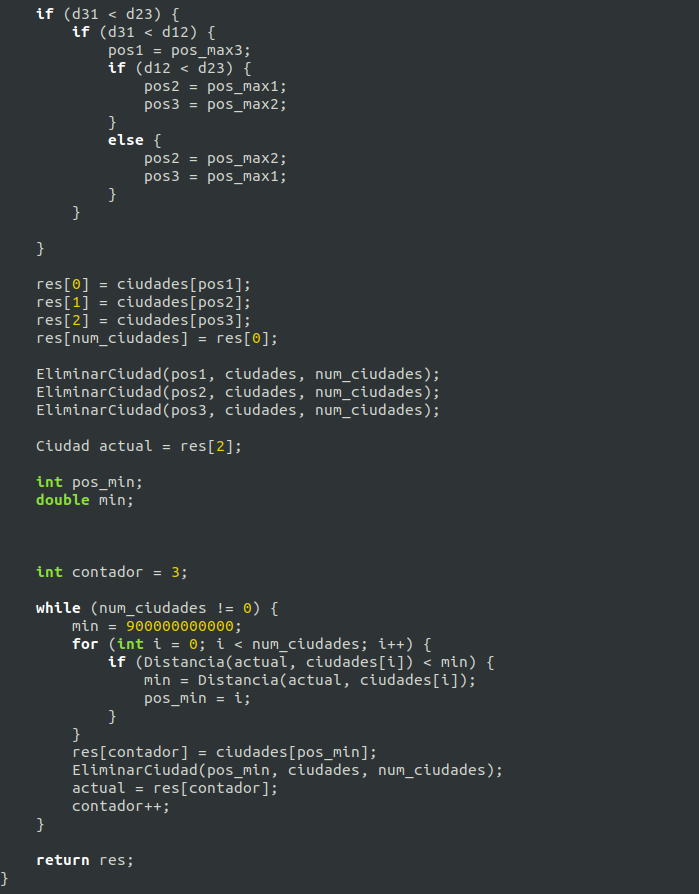 if (d31 < d23) {
if (d31 < d12) {
pos1 = pos_max3;
if (d12 < d23) {
pos2 = pos_max1;
pos3 = pos_max2;
}
else {
pos2 = pos_max2;
pos3 = pos_max1;
}
}
}
res[0] = ciudades[pos1];
res[1] = ciudades[pos2];
res[2] = ciudades[pos3];
res[num_ciudades] = res[0];
EliminarCiudad(pos1, ciudades, num_ciudades);
EliminarCiudad(pos2, ciudades, num_ciudades);
EliminarCiudad(pos3, ciudades, num_ciudades);
Ciudad actual = res[2];
int pos_min;
double min;
int contador = 3;
while (num_ciudades != 0) {
min = 900000000000;
for (int i = 0; i < num_ciudades; i++) {
if (Distancia(actual, ciudades[i]) < min) {
min = Distancia(actual, ciudades[i]);
pos_min = i;
}
}
res[contador] = ciudades[pos_min];
EliminarCiudad(pos_min, ciudades, num_ciudades);
actual = res[contador];
contador++;
}
return res;
}